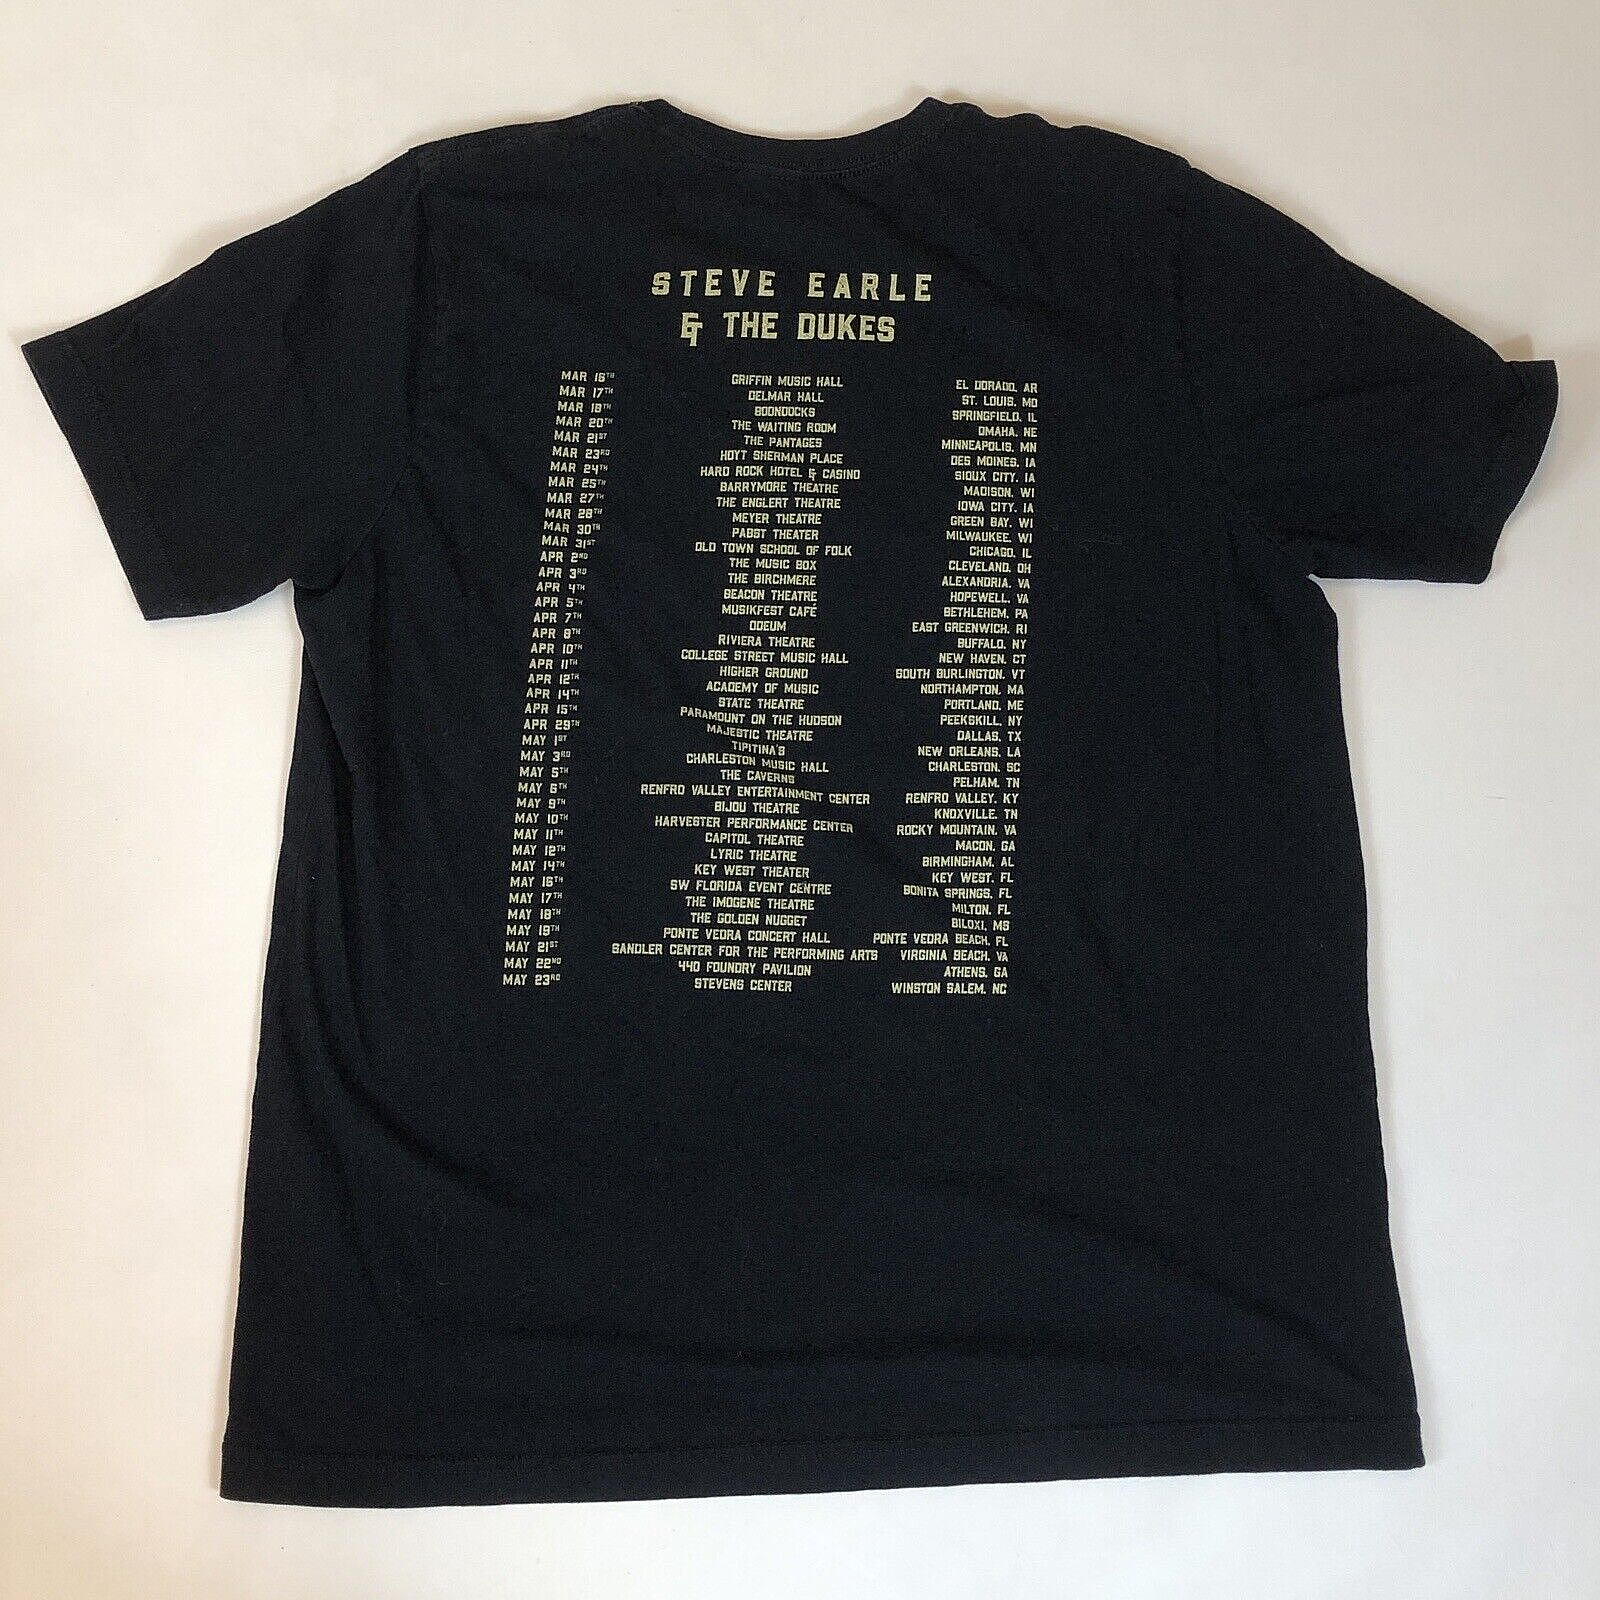 STEVE EARLE
& THE DUKES
MAR 16TH GRIFFIN MUSIC HALL EL DORADO, AR
MAR 17TH DELMAR HALL ST. LOUIS, MO
MAR 18TH BOONDOCKS SPRINGFIELD, IL
MAR 20TH THE WAITING ROOM OMAHA, NE
MAR 21ST THE PANTAGES MINNEAPOLIS, MN
MAR 23RD HOYT SHERMAN PLACE DES MOINES, IA
MAR 24TH HARD ROCK HOTEL & CASINO SIOUX CITY, IA
MAR 25TH BARRYMORE THEATRE MADISON, WI
MAR 27TH THE ENGLERT THEATRE IOWA CITY, IA
MAR 28TH MEYER THEATRE GREEN BAY, WI
MAR 30TH PABST THEATER MILWAUKEE, WI
MAR 31ST OLD TOWN SCHOOL OF FOLK CHICAGO, IL
APR 2ND THE MUSIC BOX CLEVELAND, OH
APR 3RD THE BIRCHMERE ALEXANDRIA, VA
APR 4TH BEACON THEATRE HOPEWELL, VA
APR 5TH MUSIKFEST CAFÉ BETHLEHEM, PA
APR 7TH ODEUM EAST GREENWICH, RI
APR 8TH RIVIERA THEATRE BUFFALO, NY
APR 10TH COLLEGE STREET MUSIC HALL NEW HAVEN, CT
APR 11TH HIGHER GROUND SOUTH BURLINGTON, VT
APR 12TH ACADEMY OF MUSIC NORTHAMPTON, MA
APR 14TH STATE THEATRE PORTLAND, ME
APR 15TH PARAMOUNT ON THE HUDSON PEEKSKILL, NY
APR 29TH MAJESTIC THEATRE DALLAS, TX
MAY 1ST TIPITINA'S NEW ORLEANS, LA
MAY 3RD CHARLESTON MUSIC HALL CHARLESTON, SC
MAY 5TH THE CAVERNS PELHAM, TN
MAY 6TH RENFRO VALLEY ENTERTAINMENT CENTER RENFRO VALLEY, KY
MAY 9TH BIJOU THEATRE KNOXVILLE, TN
MAY 10TH HARVESTER PERFORMANCE CENTER ROCKY MOUNTAIN, VA
MAY 11TH CAPITOL THEATRE MACON, GA
MAY 12TH LYRIC THEATRE BIRMINGHAM, AL
MAY 14TH KEY WEST THEATER KEY WEST, FL
MAY 16TH SW FLORIDA EVENT CENTRE BONITA SPRINGS, FL
MAY 17TH THE IMOGENE THEATRE MILTON, FL
MAY 18TH THE GOLDEN NUGGET BILOXI, MS
MAY 19TH PONTE VEDRA CONCERT HALL PONTE VEDRA BEACH, FL
MAY 21ST SANDLER CENTER FOR THE PERFORMING ARTS VIRGINIA BEACH, VA
MAY 22ND 440 FOUNDRY PAVILION ATHENS, GA
MAY 23RD STEVENS CENTER WINSTON SALEM, NC